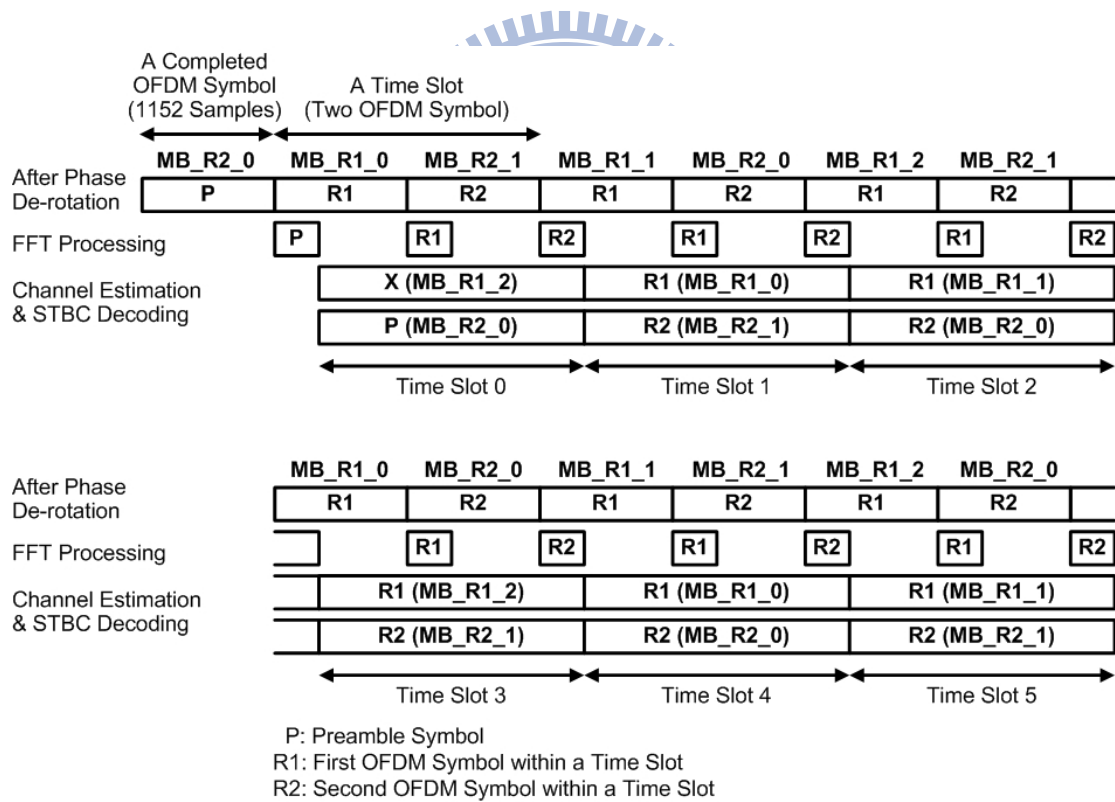 A Completed
OFDM Symbol
(1152 Samples)
A Time Slot
(Two OFDM Symbol)
MB_R2_0 MB_R1_0 MB_R2_1 MB_R1_1 MB_R2_0 MB_R1_2 MB_R2_1
After Phase
De-rotation
P R1 R2 R1 R2 R1 R2
FFT Processing
P R1 R2 R1 R2 R1 R2
Channel Estimation
& STBC Decoding
X (MB_R1_2) R1 (MB_R1_0) R1 (MB_R1_1)
P (MB_R2_0) R2 (MB_R2_1) R2 (MB_R2_0)
Time Slot 0 Time Slot 1 Time Slot 2
MB_R1_0 MB_R2_0 MB_R1_1 MB_R2_1 MB_R1_2 MB_R2_0
After Phase
De-rotation
R1 R2 R1 R2 R1 R2
FFT Processing
R1 R2 R1 R2 R1 R2
Channel Estimation
& STBC Decoding
R1 (MB_R1_2) R1 (MB_R1_0) R1 (MB_R1_1)
R2 (MB_R2_1) R2 (MB_R2_0) R2 (MB_R2_1)
Time Slot 3 Time Slot 4 Time Slot 5
P: Preamble Symbol
R1: First OFDM Symbol within a Time Slot
R2: Second OFDM Symbol within a Time Slot